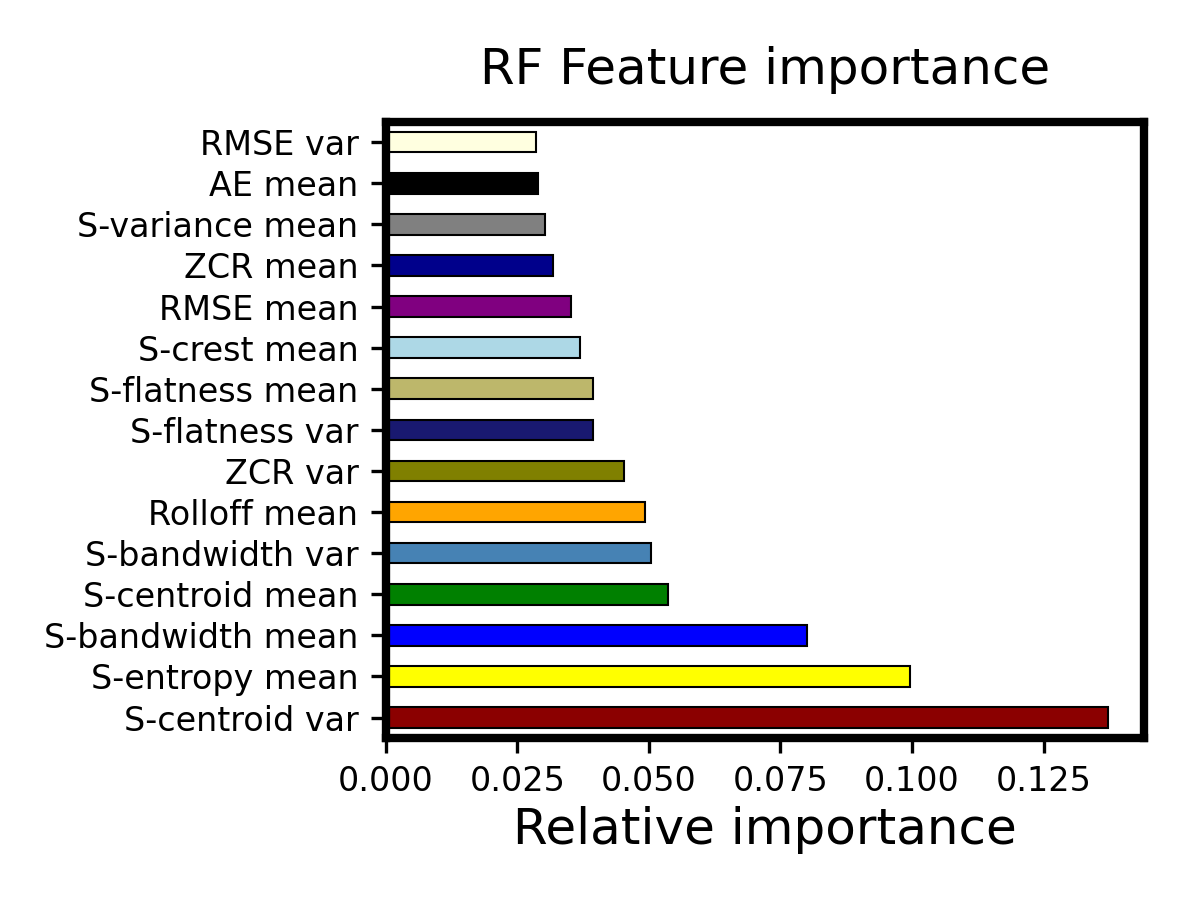 RF Feature importance
RMSE var
AE mean
S-variance mean
ZCR mean
RMSE mean
S-crest mean
S-flatness mean
S-flatness var
ZCR var
Rolloff mean
S-bandwidth var
S-centroid mean
S-bandwidth mean
S-entropy mean
S-centroid var
0.000 0.025 0.050 0.075 0.100 0.125
Relative importance